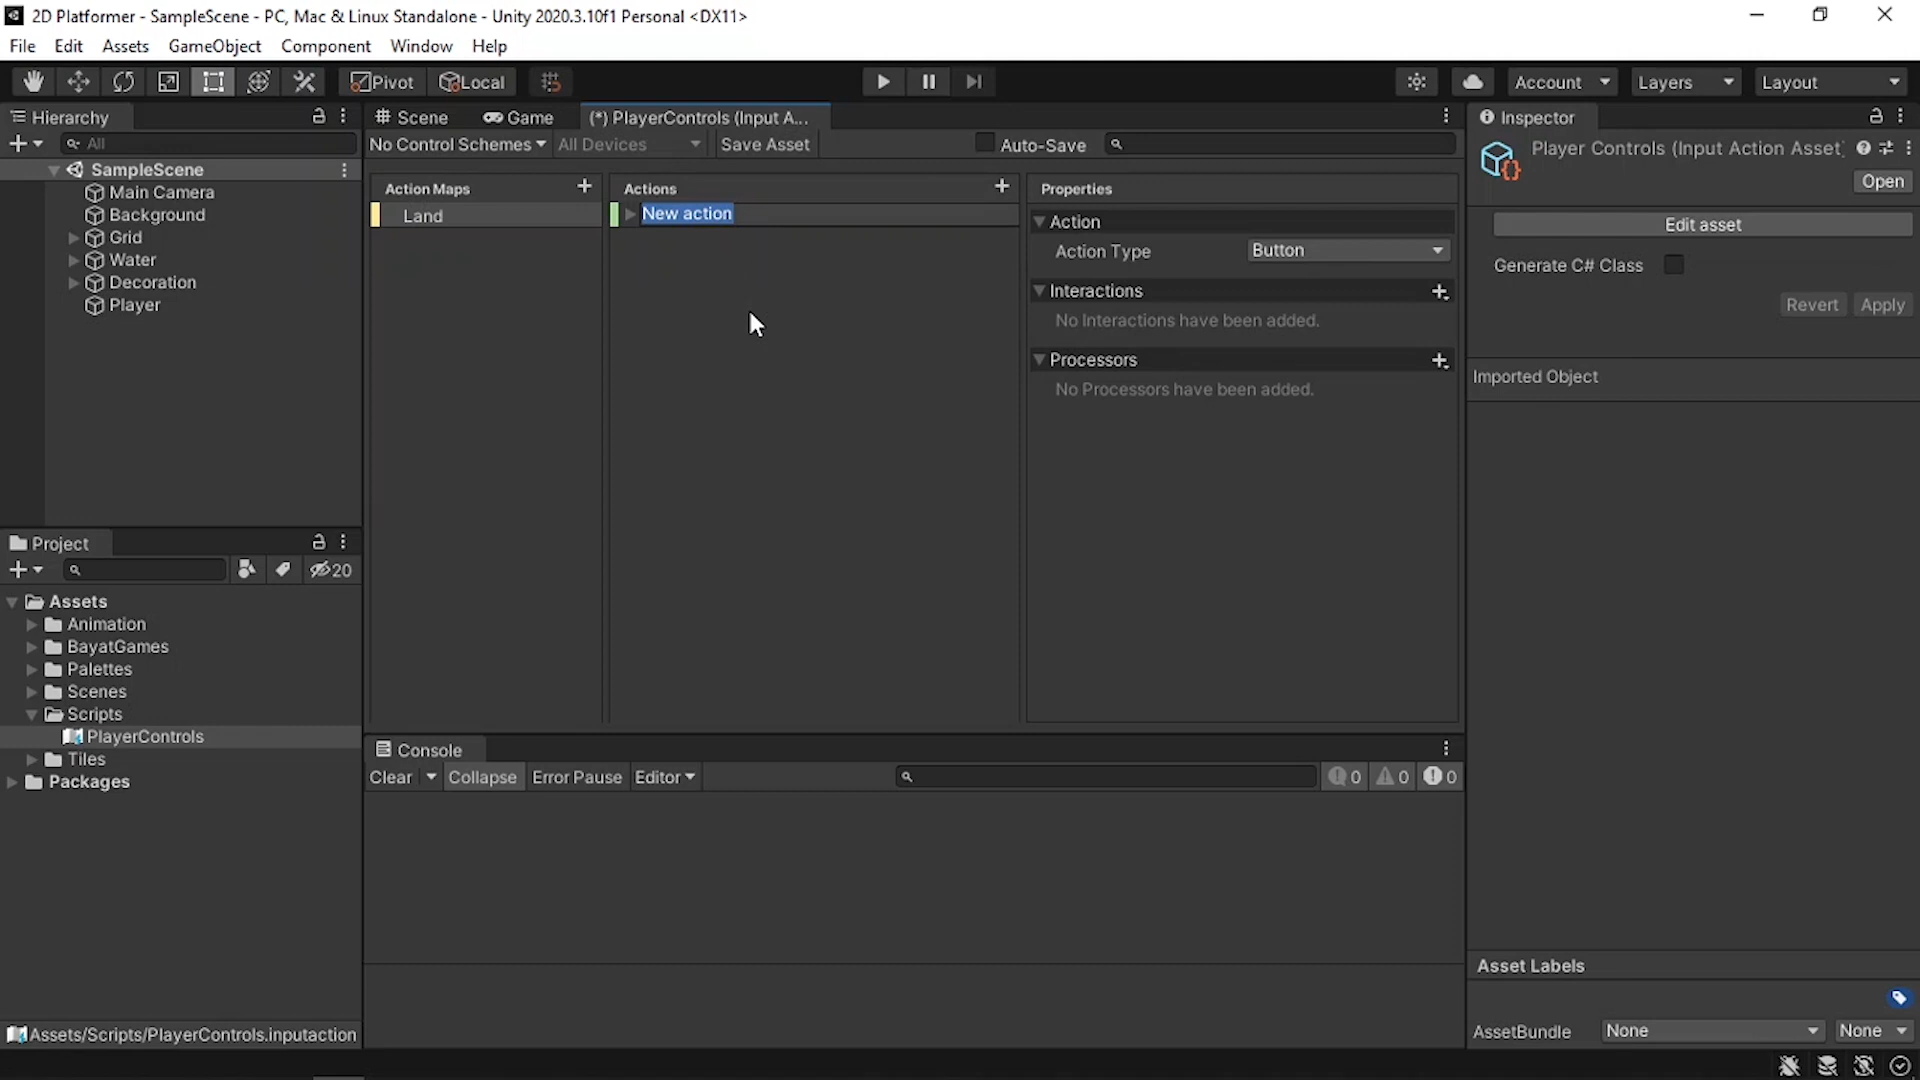 2D Platformer - SampleScene - PC, Mac & Linux Standalone - Unity 2020.3.10f1 Personal <DX11>
File Edit Assets GameObject Component Window Help
Pivot Local Account Layers Layout
Hierarchy
All
SampleScene
Main Camera
Background
Grid
Water
Decoration
Player
Scene Game (*) PlayerControls (Input A...
No Control Schemes All Devices Save Asset Auto-Save
Action Maps
Land
Actions
New action
Properties
Action
Action Type Button
Interactions
No Interactions have been added.
Processors
No Processors have been added.
Inspector
Player Controls (Input Action Asset)
Open
Edit asset
Generate C# Class
Revert Apply
Imported Object
Project
20
Assets
Animation
BayatGames
Palettes
Scenes
Scripts
PlayerControls
Tiles
Packages
Assets/Scripts/PlayerControls.inputaction
Console
Clear Collapse Error Pause Editor 0 0 0
Asset Labels
AssetBundle None None